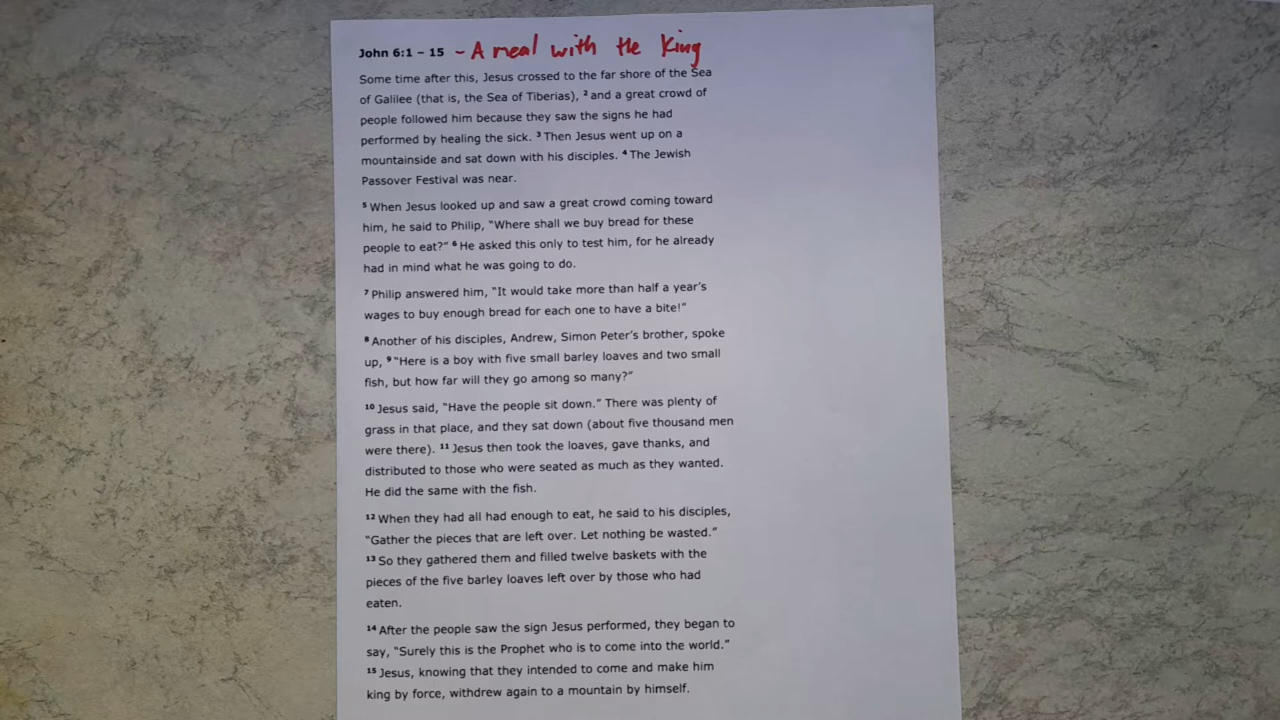 John 6:1 – 15 - A meal with the King
Some time after this, Jesus crossed to the far shore of the Sea
of Galilee (that is, the Sea of Tiberias), ² and a great crowd of
people followed him because they saw the signs he had
performed by healing the sick. ³ Then Jesus went up on a
mountainside and sat down with his disciples. ⁴ The Jewish
Passover Festival was near.
⁵ When Jesus looked up and saw a great crowd coming toward
him, he said to Philip, “Where shall we buy bread for these
people to eat?” ⁶ He asked this only to test him, for he already
had in mind what he was going to do.
⁷ Philip answered him, “It would take more than half a year’s
wages to buy enough bread for each one to have a bite!”
⁸ Another of his disciples, Andrew, Simon Peter’s brother, spoke
up, ⁹ “Here is a boy with five small barley loaves and two small
fish, but how far will they go among so many?”
¹⁰ Jesus said, “Have the people sit down.” There was plenty of
grass in that place, and they sat down (about five thousand men
were there). ¹¹ Jesus then took the loaves, gave thanks, and
distributed to those who were seated as much as they wanted.
He did the same with the fish.
¹² When they had all had enough to eat, he said to his disciples,
“Gather the pieces that are left over. Let nothing be wasted.”
¹³ So they gathered them and filled twelve baskets with the
pieces of the five barley loaves left over by those who had
eaten.
¹⁴ After the people saw the sign Jesus performed, they began to
say, “Surely this is the Prophet who is to come into the world.”
¹⁵ Jesus, knowing that they intended to come and make him
king by force, withdrew again to a mountain by himself.